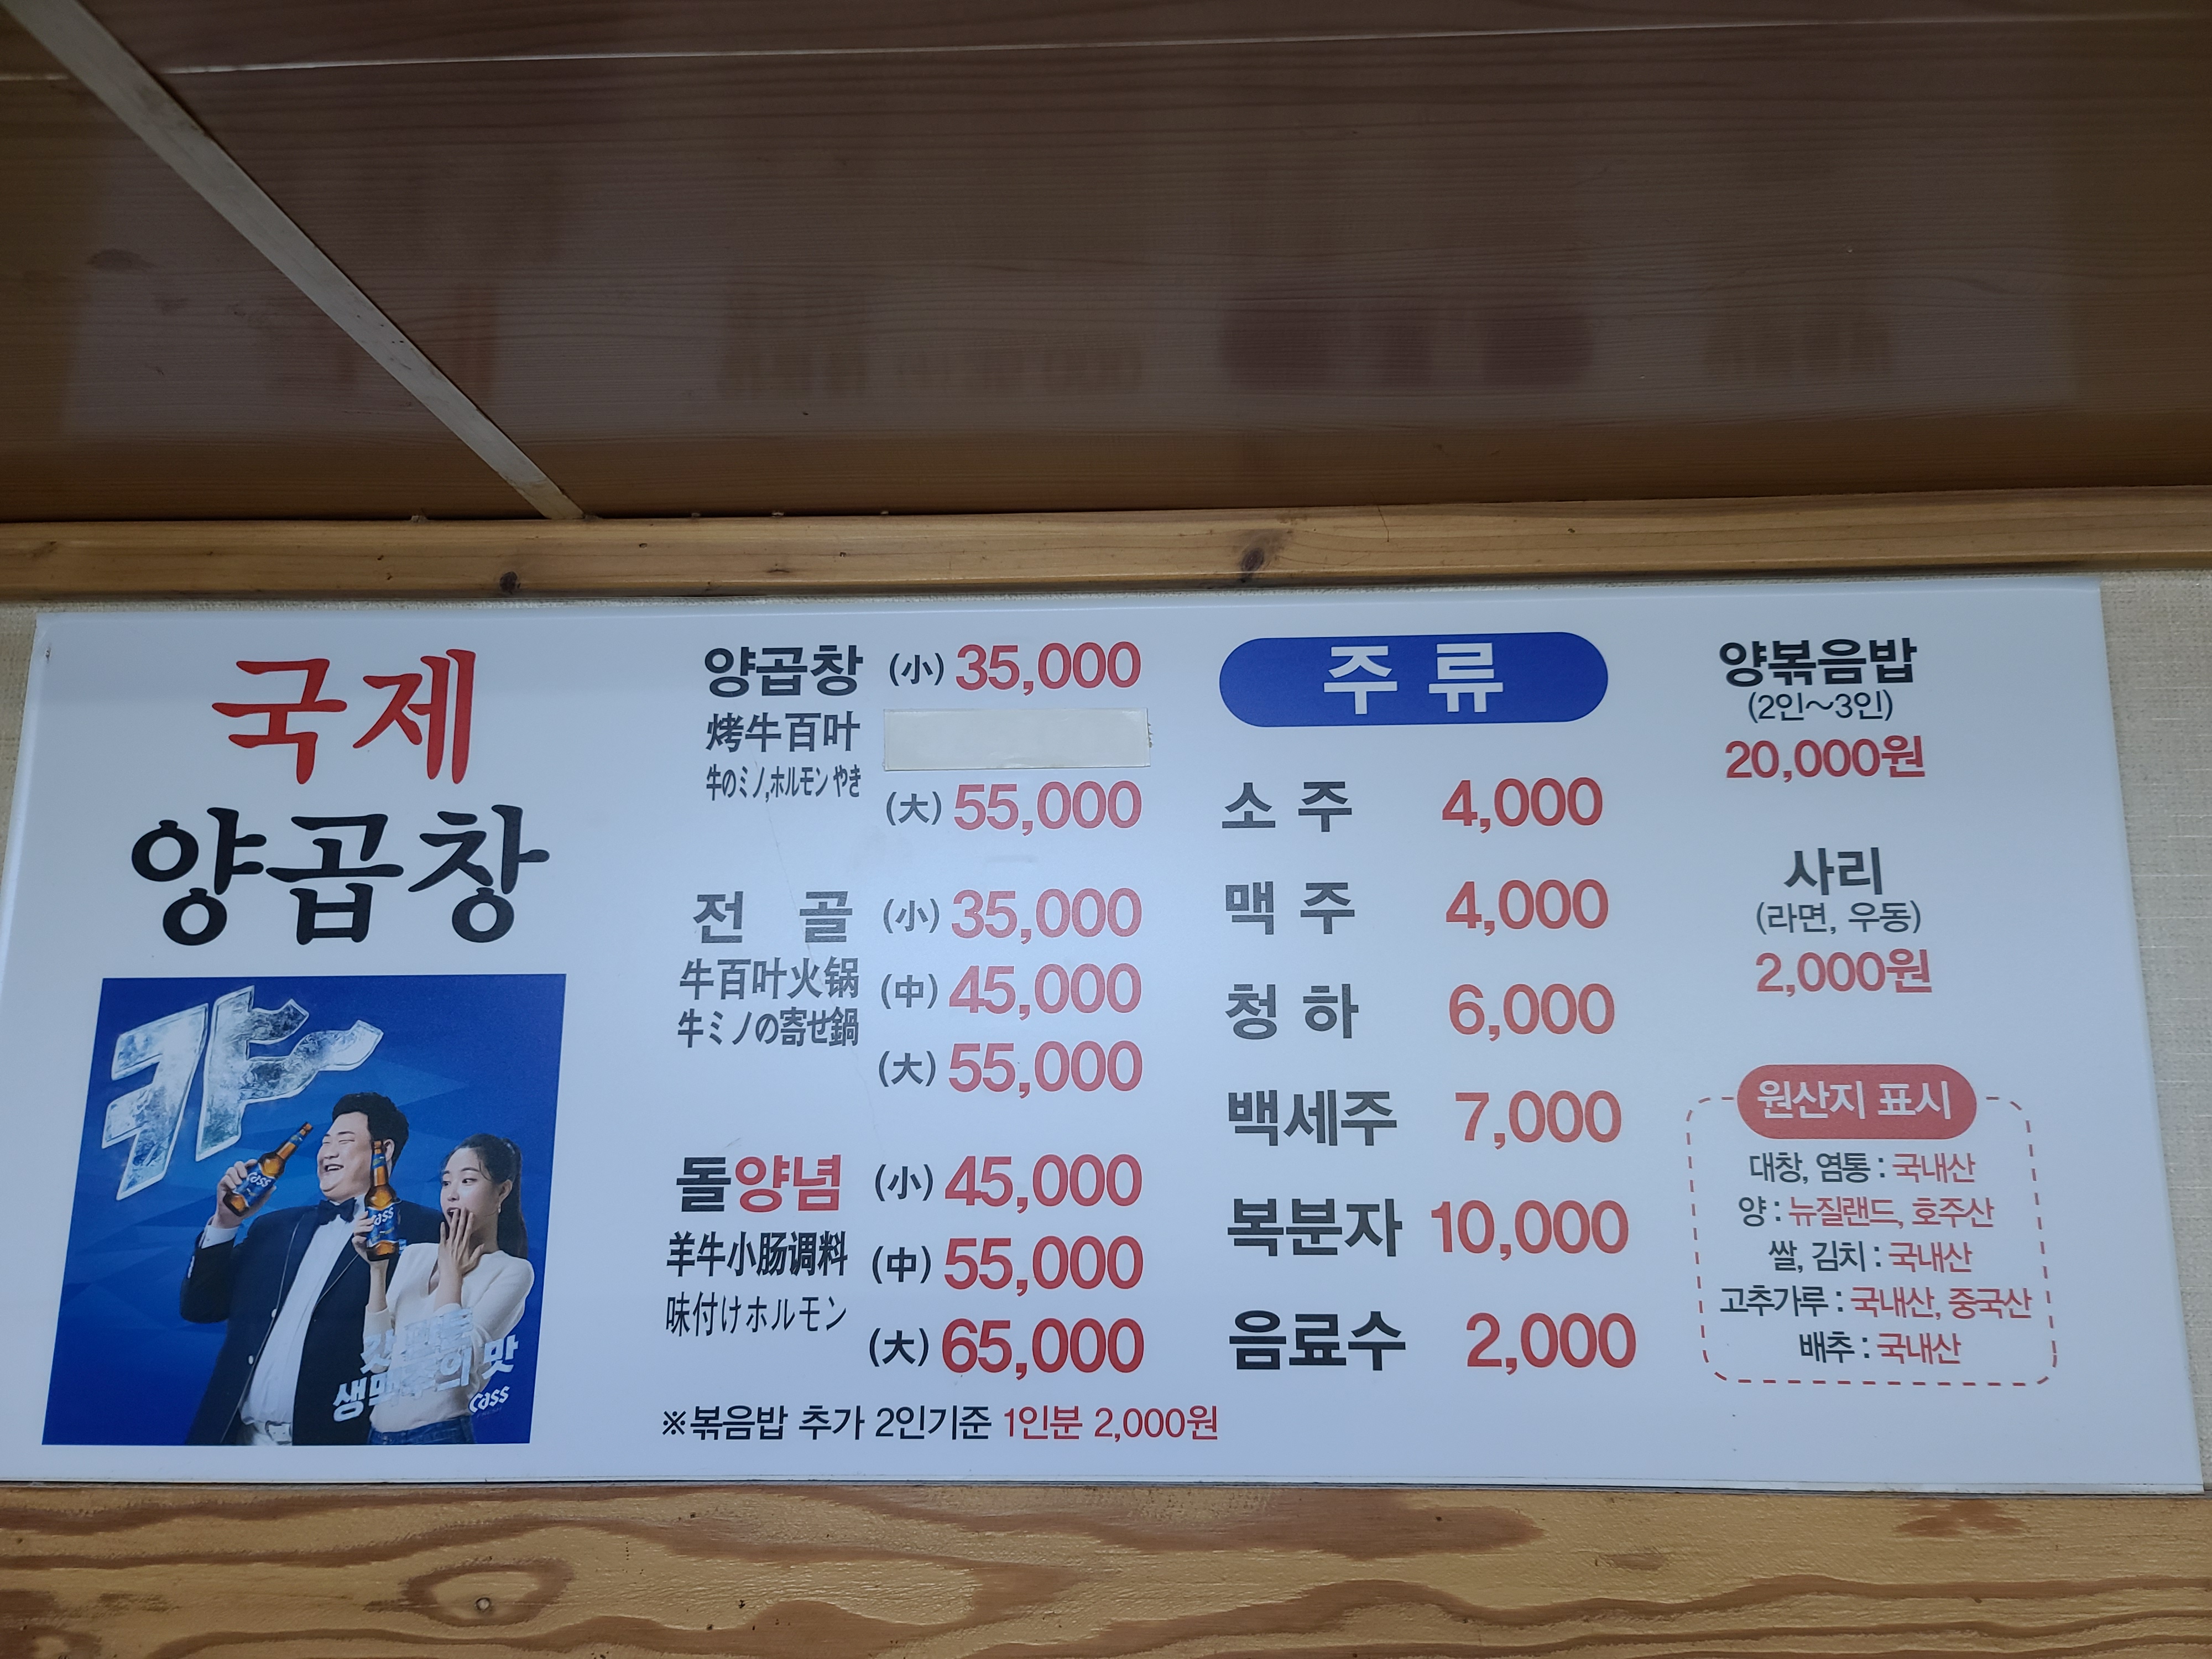 국제
양곱창
캬
생맥주의 맛
Cass
Cass
cass
양곱창 (小) 35,000
烤牛百叶
牛のミノ,ホルモンやき
(大) 55,000
전 골 (小) 35,000
牛百叶火锅 (中) 45,000
牛ミノの寄せ鍋
(大) 55,000
돌양념 (小) 45,000
羊牛小肠调料 (中) 55,000
味付けホルモン
(大) 65,000
※볶음밥 추가 2인기준 1인분 2,000원
주 류
소 주 4,000
맥 주 4,000
청 하 6,000
백세주 7,000
복분자 10,000
음료수 2,000
양볶음밥
(2인~3인)
20,000원
사리
(라면, 우동)
2,000원
원산지 표시
대창, 염통 : 국내산
양 : 뉴질랜드, 호주산
쌀, 김치 : 국내산
고추가루 : 국내산, 중국산
배추 : 국내산